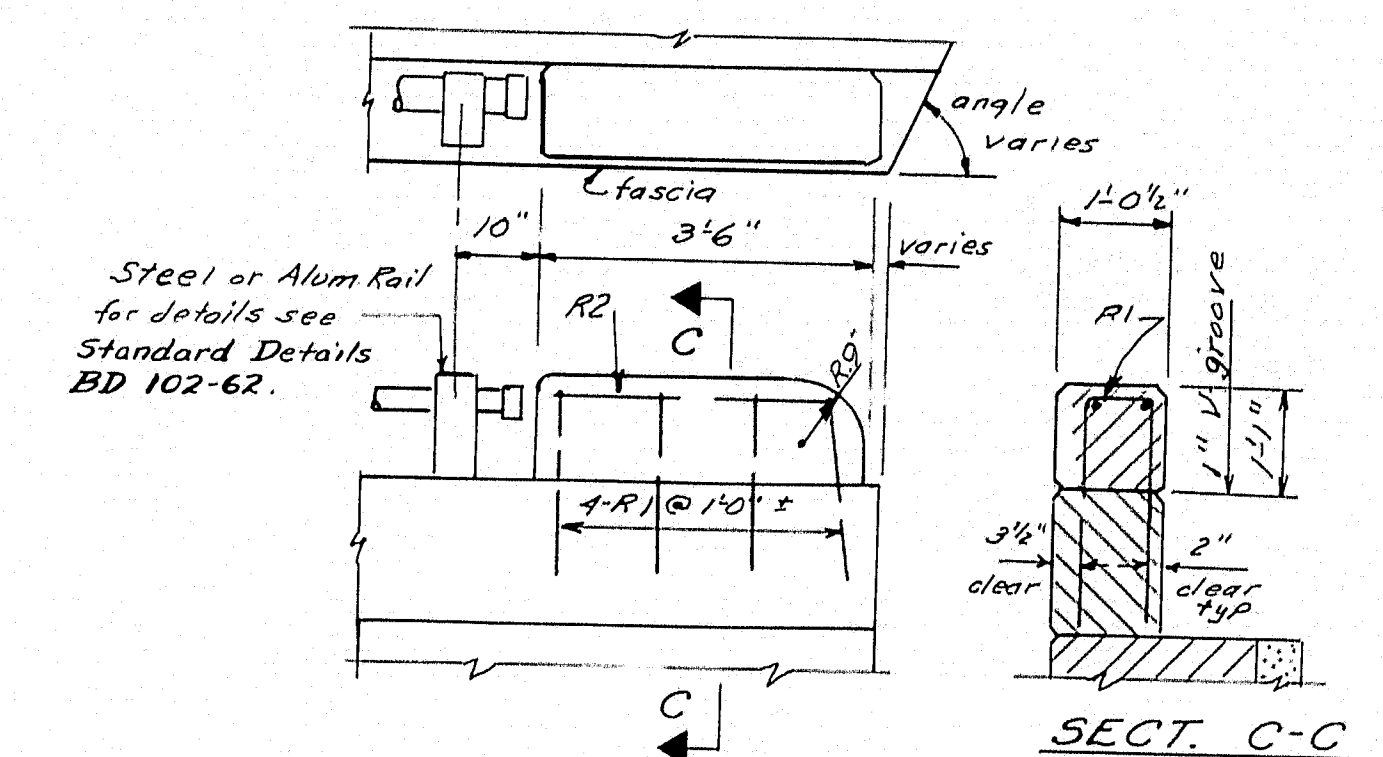 angle
varies
fascia
1'-0½"
10"
3'-6"
varies
Steel or Alum Rail
for details see
Standard Details
BD 102-62.
R2
C
R.9"
R1
1" V-groove
1'-1"
4-R1 @ 1'-0" ±
3½"
clear
2"
clear
typ
C
SECT. C-C